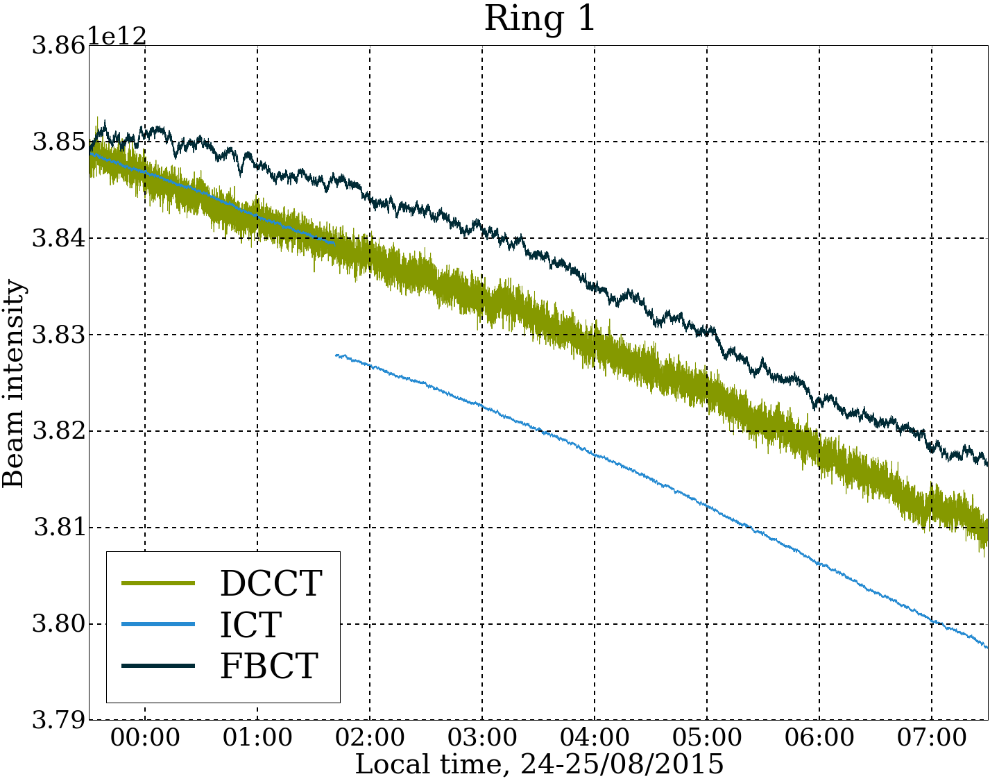 Ring 1
1e12
3.86
3.85
3.84
3.83
3.82
3.81
3.80
3.79
Beam intensity
DCCT
ICT
FBCT
00:00 01:00 02:00 03:00 04:00 05:00 06:00 07:00
Local time, 24-25/08/2015